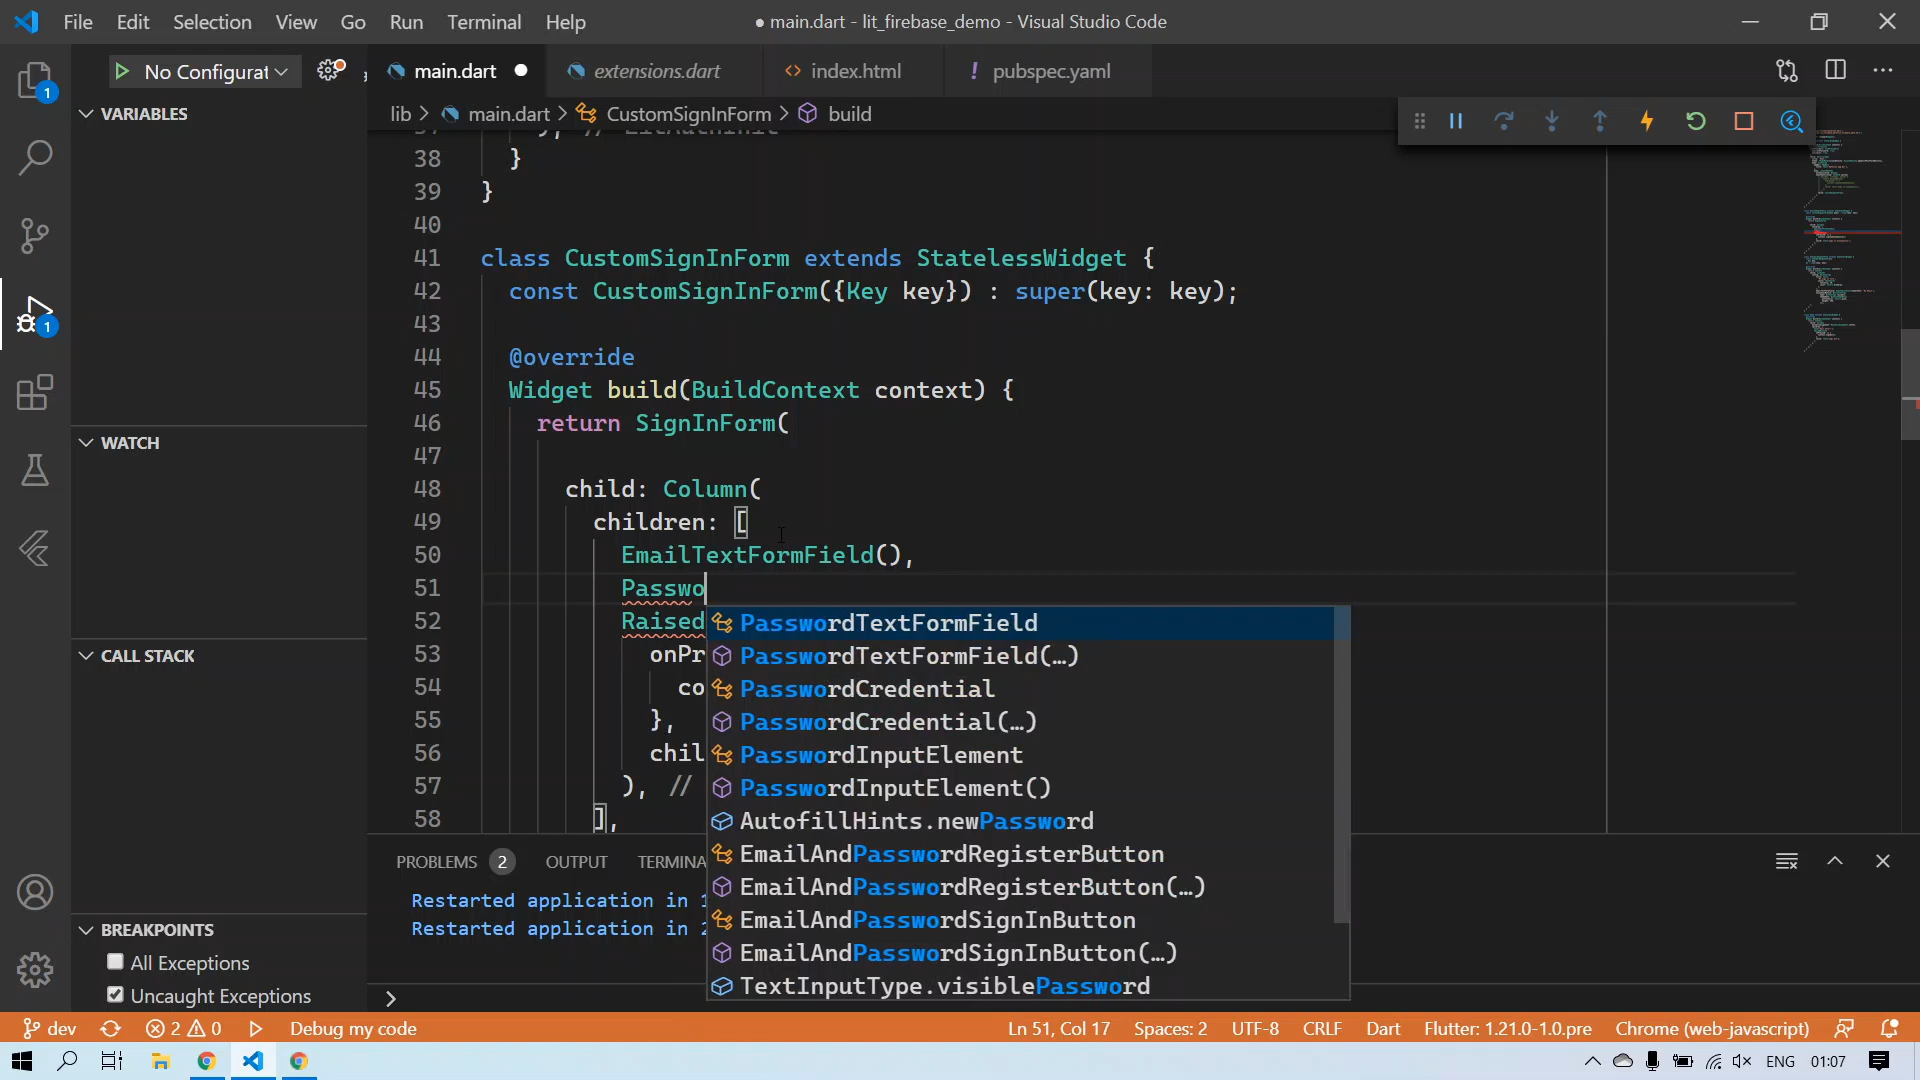 File Edit Selection View Go Run Terminal Help
● main.dart - lit_firebase_demo - Visual Studio Code
1
No Configurat
main.dart ●
extensions.dart
index.html
! pubspec.yaml
VARIABLES
lib > main.dart > CustomSignInForm > build
38 }
39 }
40
41 class CustomSignInForm extends StatelessWidget {
42 const CustomSignInForm({Key key}) : super(key: key);
43
44 @override
45 Widget build(BuildContext context) {
46 return SignInForm(
47
48 child: Column(
49 children: [
50 EmailTextFormField(),
51 Passwo
52 Raised
53 onPr
54 co
55 },
56 chil
57 ), //
58 ],
PasswordTextFormField
PasswordTextFormField(…)
PasswordCredential
PasswordCredential(…)
PasswordInputElement
PasswordInputElement()
AutofillHints.newPassword
EmailAndPasswordRegisterButton
EmailAndPasswordRegisterButton(…)
EmailAndPasswordSignInButton
EmailAndPasswordSignInButton(…)
TextInputType.visiblePassword
1
WATCH
CALL STACK
BREAKPOINTS
All Exceptions
Uncaught Exceptions
PROBLEMS 2 OUTPUT TERMINA
Restarted application in 1
Restarted application in 2
>
dev 2 0 Debug my code
Ln 51, Col 17 Spaces: 2 UTF-8 CRLF Dart Flutter: 1.21.0-1.0.pre Chrome (web-javascript)
ENG 01:07